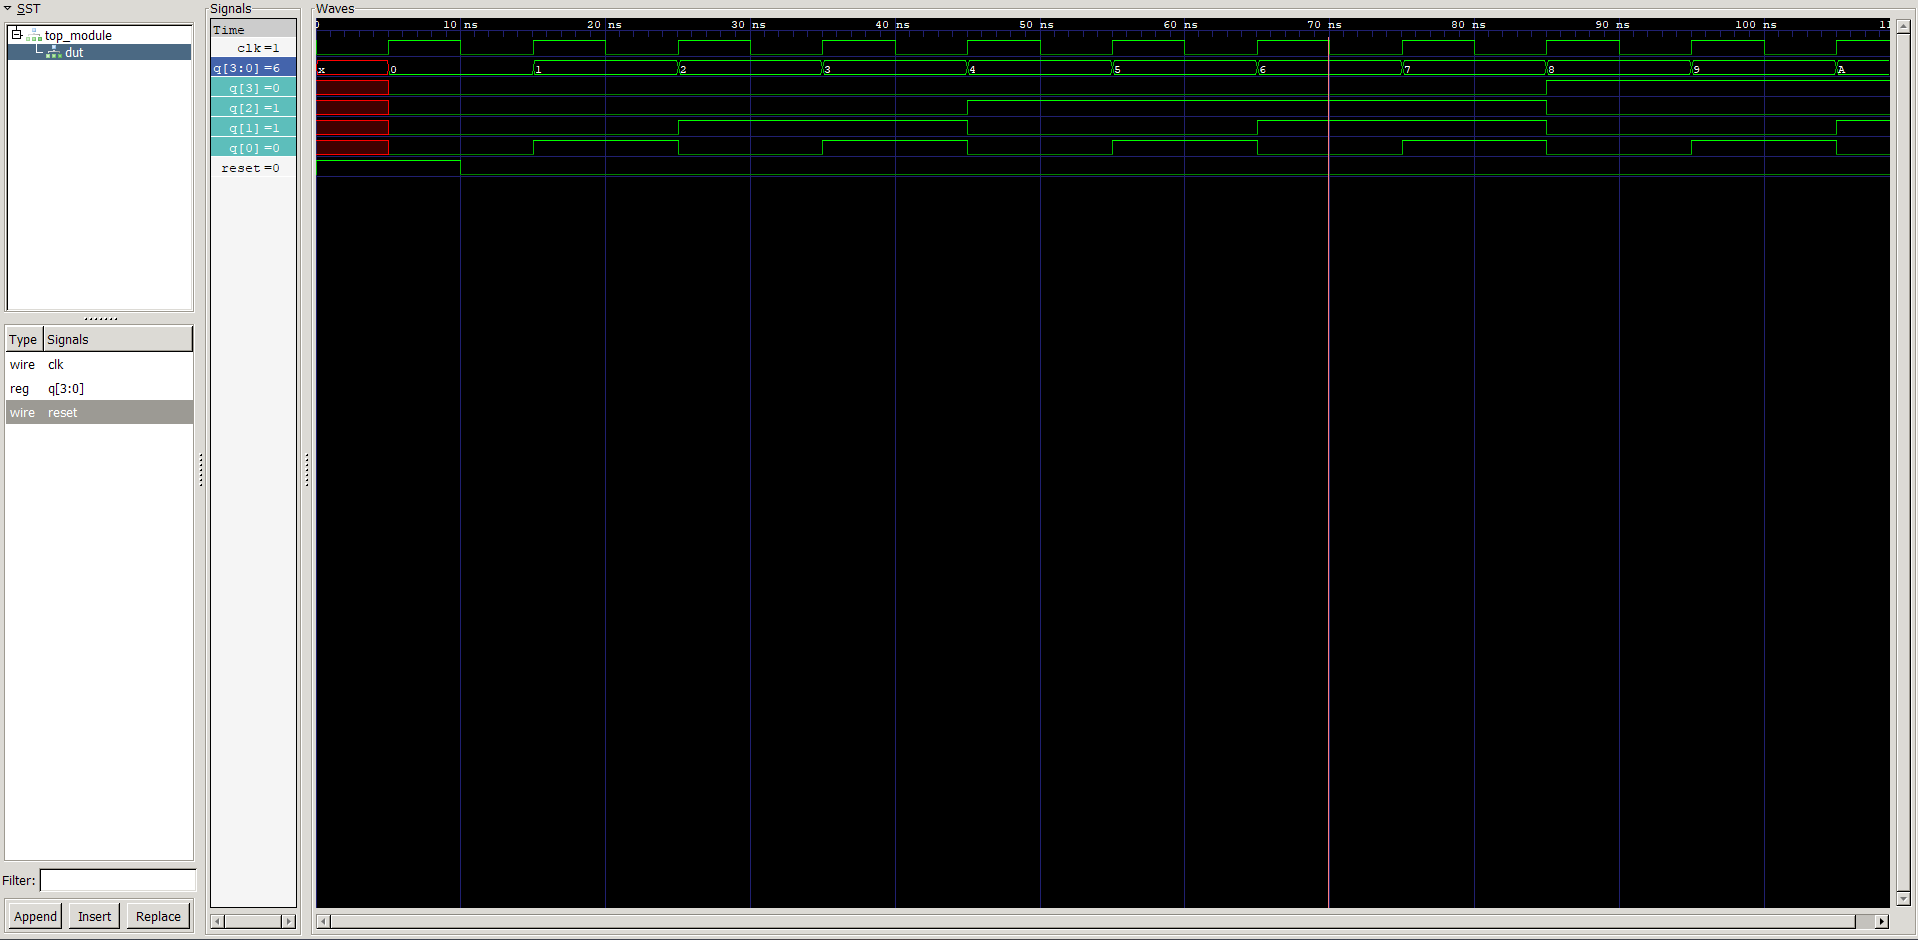 SST
top_module
dut
Type Signals
wire clk
reg q[3:0]
wire reset
Filter:
Append Insert Replace
Signals
Time
clk=1
q[3:0]=6
q[3]=0
q[2]=1
q[1]=1
q[0]=0
reset=0
Waves
0 10 ns 20 ns 30 ns 40 ns 50 ns 60 ns 70 ns 80 ns 90 ns 100 ns 11
x 0 1 2 3 4 5 6 7 8 9 A